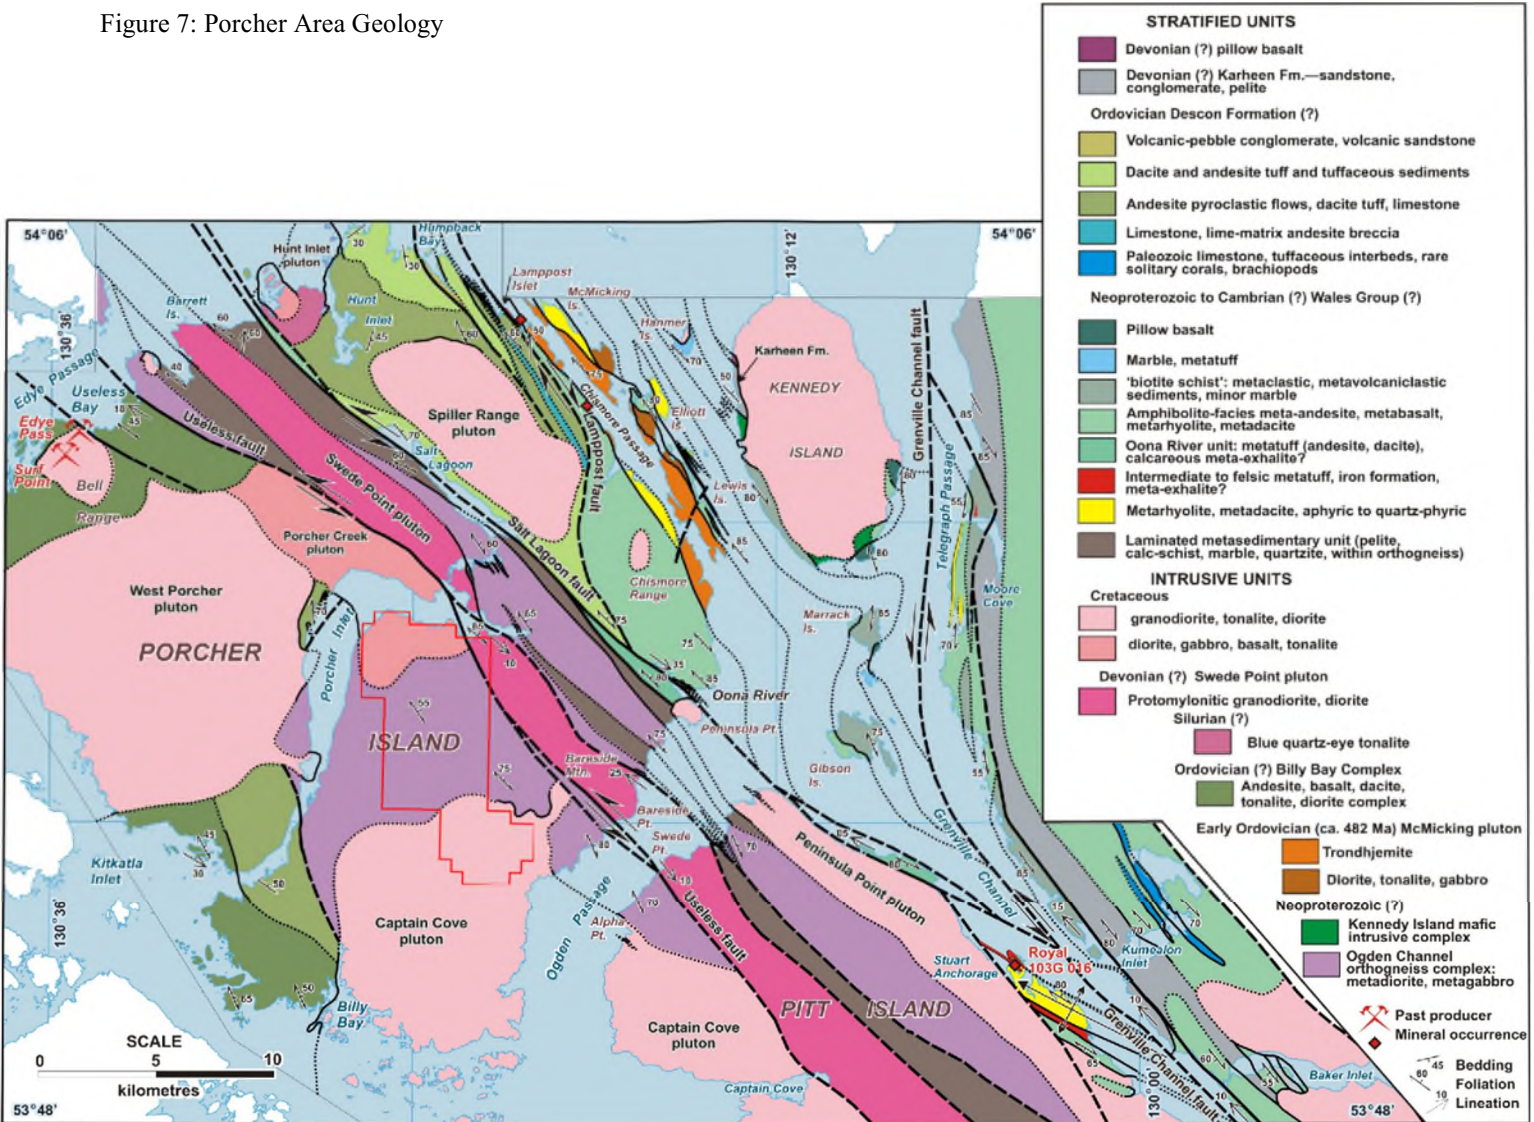 Figure 7: Porcher Area Geology
STRATIFIED UNITS
Devonian (?) pillow basalt
Devonian (?) Karheen Fm.—sandstone,
conglomerate, pelite
Ordovician Descon Formation (?)
Volcanic-pebble conglomerate, volcanic sandstone
Dacite and andesite tuff and tuffaceous sediments
Andesite pyroclastic flows, dacite tuff, limestone
Limestone, lime-matrix andesite breccia
Paleozoic limestone, tuffaceous interbeds, rare
solitary corals, brachiopods
Neoproterozoic to Cambrian (?) Wales Group (?)
Pillow basalt
Marble, metatuff
'biotite schist': metaclastic, metavolcaniclastic
sediments, minor marble
Amphibolite-facies meta-andesite, metabasalt,
metarhyolite, metadacite
Oona River unit: metatuff (andesite, dacite),
calcareous meta-exhalite?
Intermediate to felsic metatuff, iron formation,
meta-exhalite?
Metarhyolite, metadacite, aphyric to quartz-phyric
Laminated metasedimentary unit (pelite,
calc-schist, marble, quartzite, within orthogneiss)
INTRUSIVE UNITS
Cretaceous
granodiorite, tonalite, diorite
diorite, gabbro, basalt, tonalite
Devonian (?) Swede Point pluton
Protomylonitic granodiorite, diorite
Silurian (?)
Blue quartz-eye tonalite
Ordovician (?) Billy Bay Complex
Andesite, basalt, dacite,
tonalite, diorite complex
Early Ordovician (ca. 482 Ma) McMicking pluton
Trondhjemite
Diorite, tonalite, gabbro
Neoproterozoic (?)
Kennedy Island mafic
intrusive complex
Ogden Channel
orthogneiss complex:
metadiorite, metagabbro
Past producer
Mineral occurrence
45 Bedding
60 Foliation
10 Lineation
54°06'
54°06'
130°36'
130°12'
Hunt Inlet
pluton
Humpback
Bay
Lamppost
Islet
McMicking
Is.
Hanmer
Is.
Barrett
Is.
Hunt
Inlet
Edye Passage
Useless
Bay
Edye
Pass
Surf
Point
Bell
Range
Useless fault
Swede Point pluton
Spiller Range
pluton
Salt
Lagoon
Salt Lagoon fault
Lamppost fault
Chismore Passage
Elliott
Is.
Lewis
Is.
Karheen Fm.
KENNEDY
ISLAND
Grenville Channel fault
Telegraph Passage
Moore
Cove
Porcher Creek
pluton
West Porcher
pluton
PORCHER
ISLAND
Porcher Inlet
Chismore
Range
Marrack
Is.
Oona River
Peninsula Pt.
Gibson
Is.
Bareside
Mtn.
Bareside
Pt.
Swede
Pt.
Peninsula Point pluton
Grenville Channel
Kitkatla
Inlet
130°36'
Captain Cove
pluton
Ogden Passage
Alpha
Pt.
Useless fault
Stuart
Anchorage
Royal
103G 016
Kumealon
Inlet
Billy
Bay
PITT ISLAND
Captain Cove
pluton
Captain Cove
Grenville Channel fault
Baker Inlet
130°00'
SCALE
0 5 10
kilometres
53°48'
53°48'